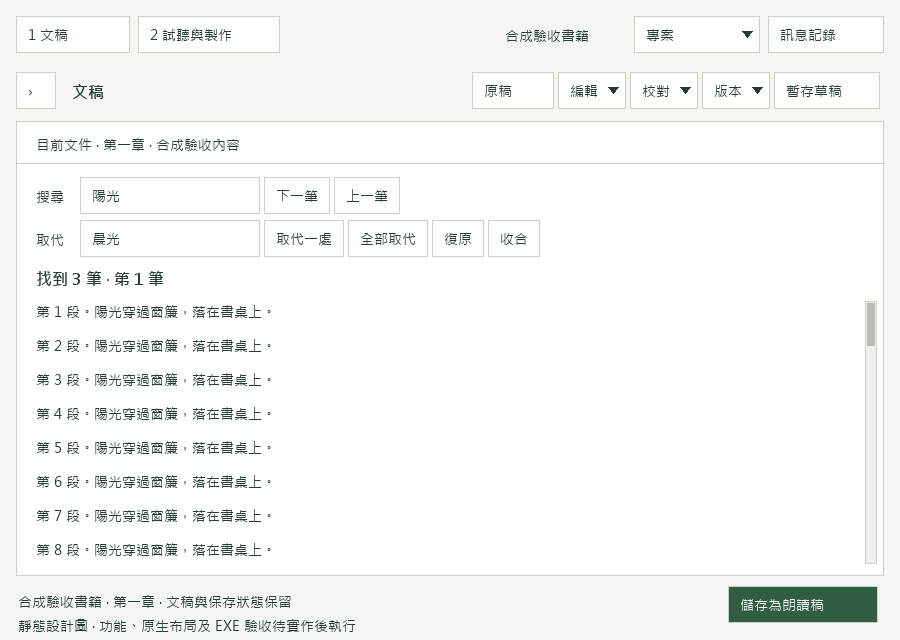 1 文稿 2 試聽與製作 合成驗收書籍 專案 訊息記錄
› 文稿 原稿 編輯 校對 版本 暫存草稿
目前文件 · 第一章 · 合成驗收內容
搜尋 陽光 下一筆 上一筆
取代 晨光 取代一處 全部取代 復原 收合
找到 3 筆 · 第 1 筆
第 1 段。陽光穿過窗簾，落在書桌上。
第 2 段。陽光穿過窗簾，落在書桌上。
第 3 段。陽光穿過窗簾，落在書桌上。
第 4 段。陽光穿過窗簾，落在書桌上。
第 5 段。陽光穿過窗簾，落在書桌上。
第 6 段。陽光穿過窗簾，落在書桌上。
第 7 段。陽光穿過窗簾，落在書桌上。
第 8 段。陽光穿過窗簾，落在書桌上。
合成驗收書籍 · 第一章 · 文稿與保存狀態保留
儲存為朗讀稿
靜態設計圖 · 功能、原生布局及 EXE 驗收待實作後執行